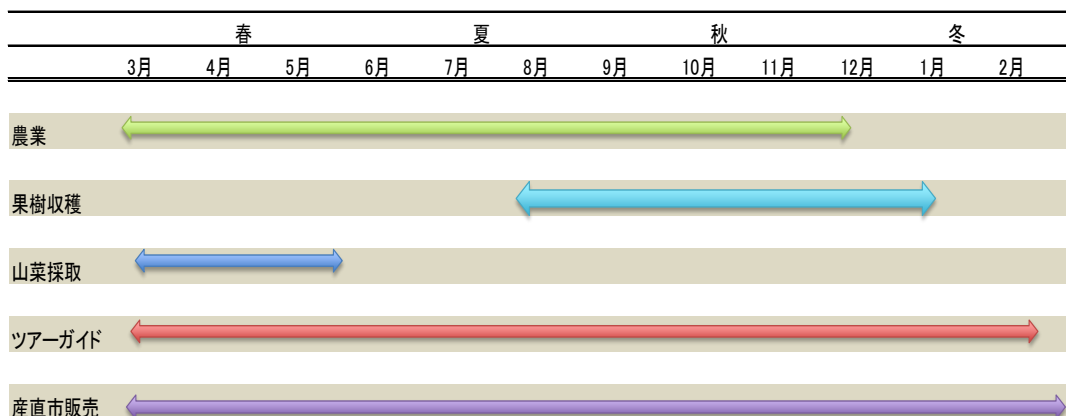 春 夏 秋 冬
3月 4月 5月 6月 7月 8月 9月 10月 11月 12月 1月 2月
農業
果樹収穫
山菜採取
ツアーガイド
産直市販売